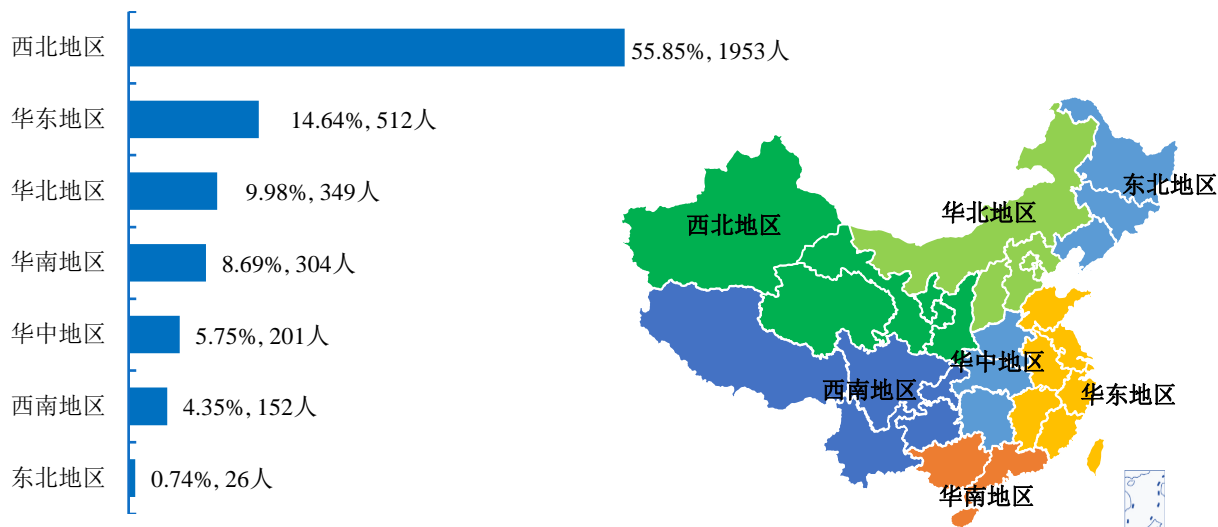 西北地区
55.85%, 1953人
华东地区
14.64%, 512人
华北地区
9.98%, 349人
华南地区
8.69%, 304人
华中地区
5.75%, 201人
西南地区
4.35%, 152人
东北地区
0.74%, 26人
东北地区
华北地区
西北地区
华中地区
西南地区
华东地区
华南地区